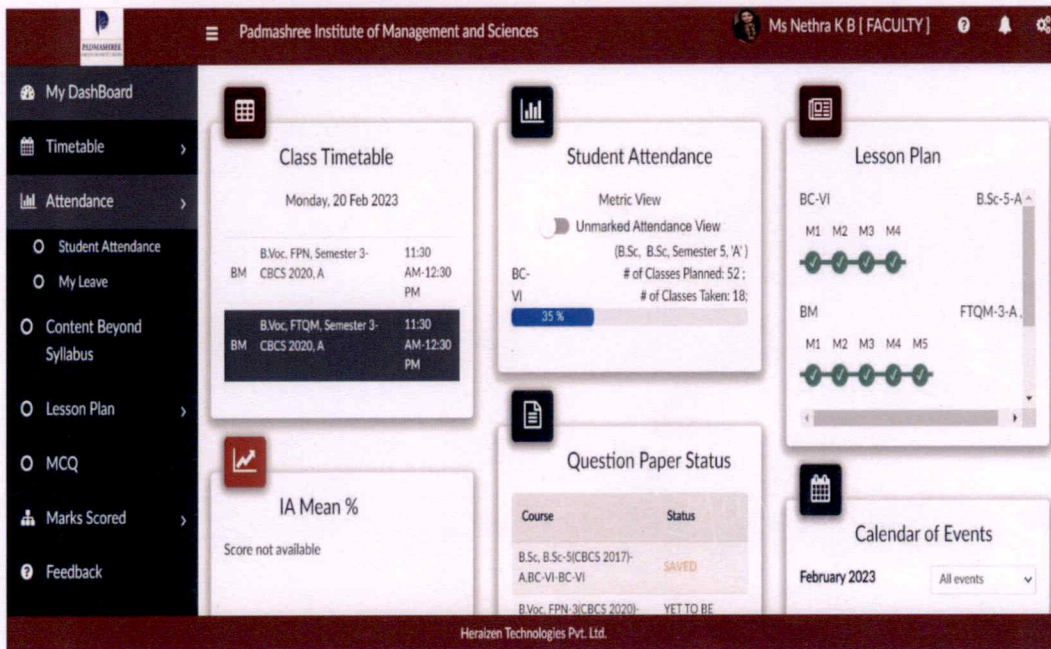 PADMASHREE
Padmashree Institute of Management and Sciences
Ms Nethra K B [ FACULTY ]
My DashBoard
Timetable
Attendance
Student Attendance
My Leave
Content Beyond
Syllabus
Lesson Plan
MCQ
Marks Scored
Feedback
Class Timetable
Monday, 20 Feb 2023
BM
B.Voc. FPN, Semester 3-
CBCS 2020, A
11:30
AM-12:30
PM
BM
B.Voc. FTQM, Semester 3-
CBCS 2020, A
11:30
AM-12:30
PM
Student Attendance
Metric View
Unmarked Attendance View
(B.Sc, B.Sc, Semester 5, 'A' )
BC-
VI
# of Classes Planned: 52 ;
# of Classes Taken: 18;
35 %
Lesson Plan
BC-VI
B.Sc-5-A
M1 M2 M3 M4
BM
FTQM-3-A ,
M1 M2 M3 M4 M5
IA Mean %
Score not available
Question Paper Status
Course Status
B.Sc, B.Sc-5(CBCS 2017)-
A.BC-VI-BC-VI
SAVED
B.Voc. FPN-3(CBCS 2020)-
YET TO BE
Calendar of Events
February 2023
All events
Heraizen Technologies Pvt. Ltd.